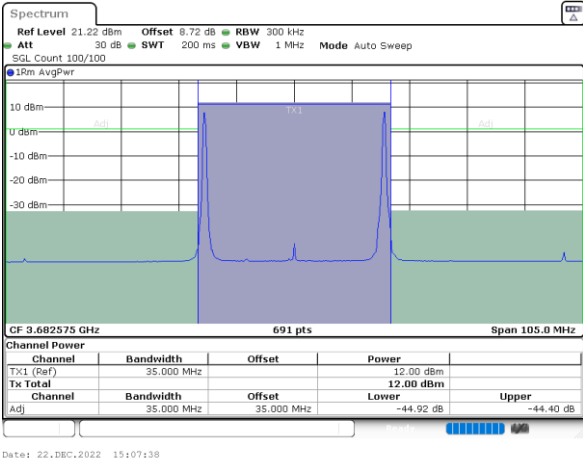 Spectrum
Ref Level 21.22 dBm Offset 8.72 dB RBW 300 kHz
Att 30 dB SWT 200 ms VBW 1 MHz Mode Auto Sweep
SGL Count 100/100
1Rm AvgPwr
10 dBm
TX1
Adj
Adj
0 dBm
-10 dBm
-20 dBm
-30 dBm
CF 3.682575 GHz 691 pts Span 105.0 MHz
Channel Power
Channel Bandwidth Offset Power
TX1 (Ref) 35.000 MHz 12.00 dBm
Tx Total 12.00 dBm
Channel Bandwidth Offset Lower Upper
Adj 35.000 MHz 35.000 MHz -44.92 dB -44.40 dB
Ready
Date: 22.DEC.2022 15:07:38